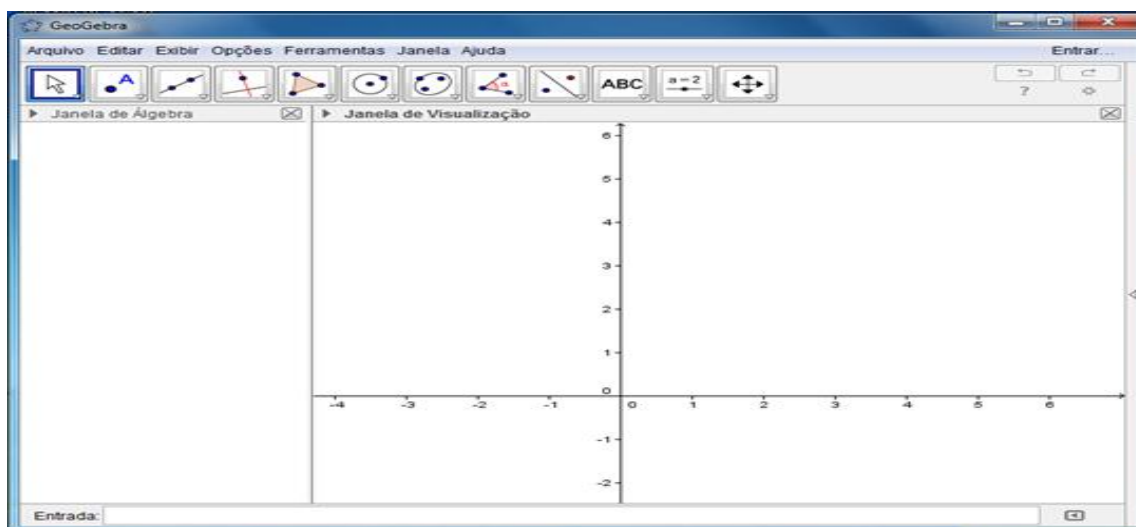 GeoGebra
Arquivo Editar Exibir Opções Ferramentas Janela Ajuda Entrar...
A α ABC a=2 ?
Janela de Álgebra Janela de Visualização
6
5
4
3
2
1
0
-4 -3 -2 -1 0 1 2 3 4 5 6
-1
-2
Entrada: